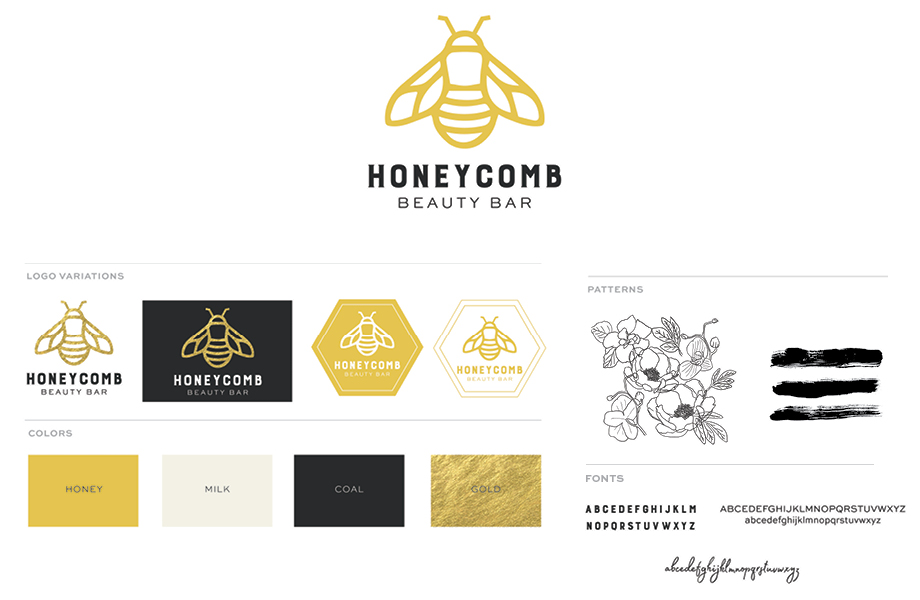 HONEYCOMB
BEAUTY BAR
LOGO VARIATIONS
HONEYCOMB
BEAUTY BAR
HONEYCOMB
BEAUTY BAR
HONEYCOMB
BEAUTY BAR
HONEYCOMB
BEAUTY BAR
COLORS
HONEY
MILK
COAL
GOLD
PATTERNS
FONTS
ABCDEFGHIJKLM
NOPQRSTUVWXYZ
ABCDEFGHIJKLMNOPQRSTUVWXYZ
abcdefghijklmnopqrstuvwxyz
abcdefghijklmnopqrstuvwxyz